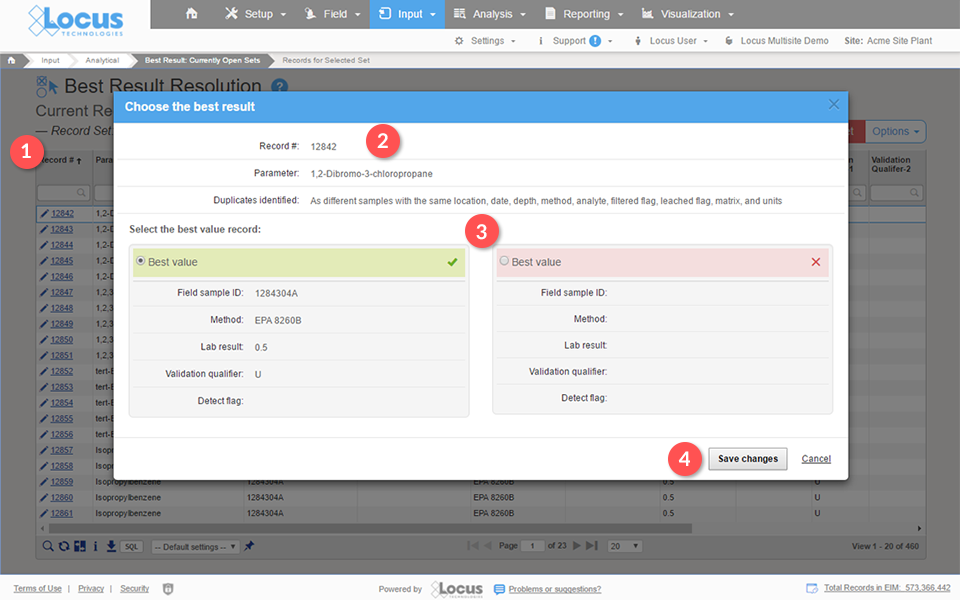 Locus
TECHNOLOGIES
Setup Field Input Analysis Reporting Visualization
Settings Support Locus User Locus Multisite Demo Site: Acme Site Plant
Input Analytical Best Result: Currently Open Sets Records for Selected Set
Best Result Resolution ?
Current Re
— Record Set
Options
Choose the best result
1
2
Record #: 12842
Parameter: 1,2-Dibromo-3-chloropropane
Duplicates identified: As different samples with the same location, date, depth, method, analyte, filtered flag, leached flag, matrix, and units
3
Select the best value record:
Best value
Field sample ID: 1284304A
Method: EPA 8260B
Lab result: 0.5
Validation qualifier: U
Detect flag:
Best value
Field sample ID:
Method:
Lab result:
Validation qualifier:
Detect flag:
4
Save changes Cancel
ecord # Para
Validation
Qualifer-2
12842 1,2-D
12843 1,2-D
12844 1,2-D
12845 1,2-D
12846 1,2-D
12847 1,2,3
12848 1,2,3
12849 1,2,3
12850 1,2,3
12851 1,2,3
12852 tert-B
12853 tert-B
12854 tert-B
12855 tert-B
12856 tert-B
12857 Isopro
12858 Isopro
12859 Isopropylbenzene 1284304A EPA 8260B 0.5 U
12860 Isopropylbenzene 1284304A EPA 8260B 0.5 U
12861 Isopropylbenzene 1284304A EPA 8260B 0.5 U
SQL -- Default settings -- Page 1 of 23 20 View 1 - 20 of 460
Terms of Use | Privacy | Security Powered by Locus TECHNOLOGIES Problems or suggestions? Total Records in EIM: 573,366,442